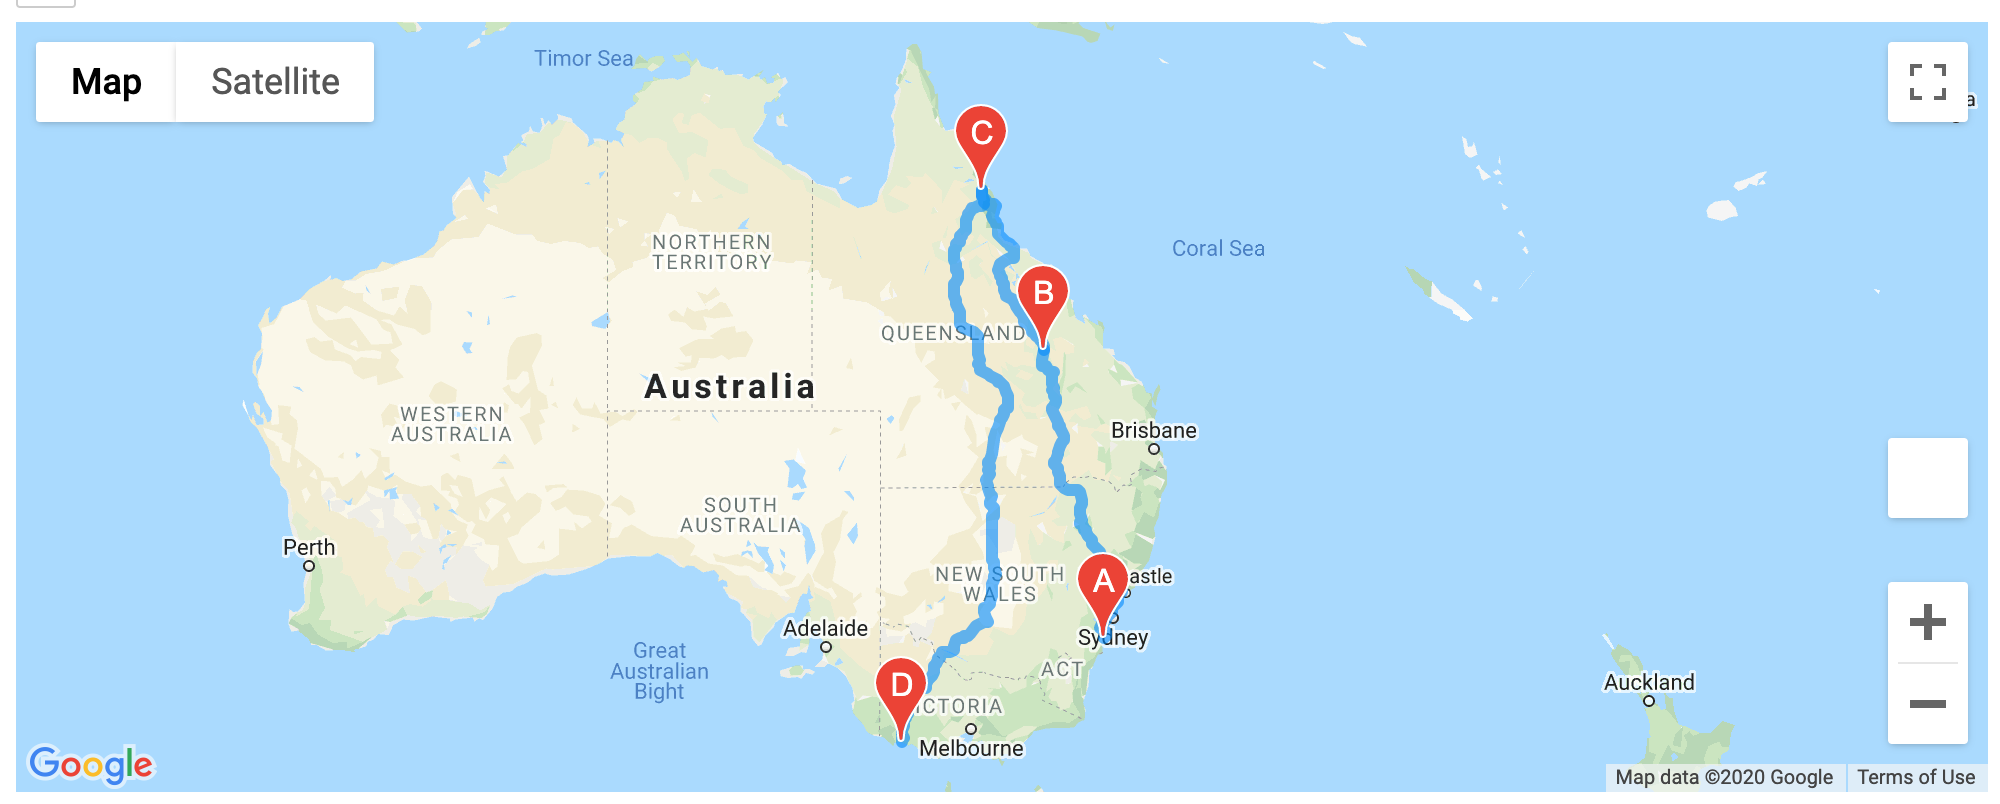 Map
Satellite
Timor Sea
a
C
NORTHERN
TERRITORY
Coral Sea
B
QUEENSLAND
Australia
WESTERN
AUSTRALIA
Brisbane
SOUTH
AUSTRALIA
Perth
NEW SOUTH
WALES
A
astle
Adelaide
Sydney
Great
Australian
Bight
ACT
D
ICTORIA
Auckland
Melbourne
Google
Map data ©2020 Google
Terms of Use